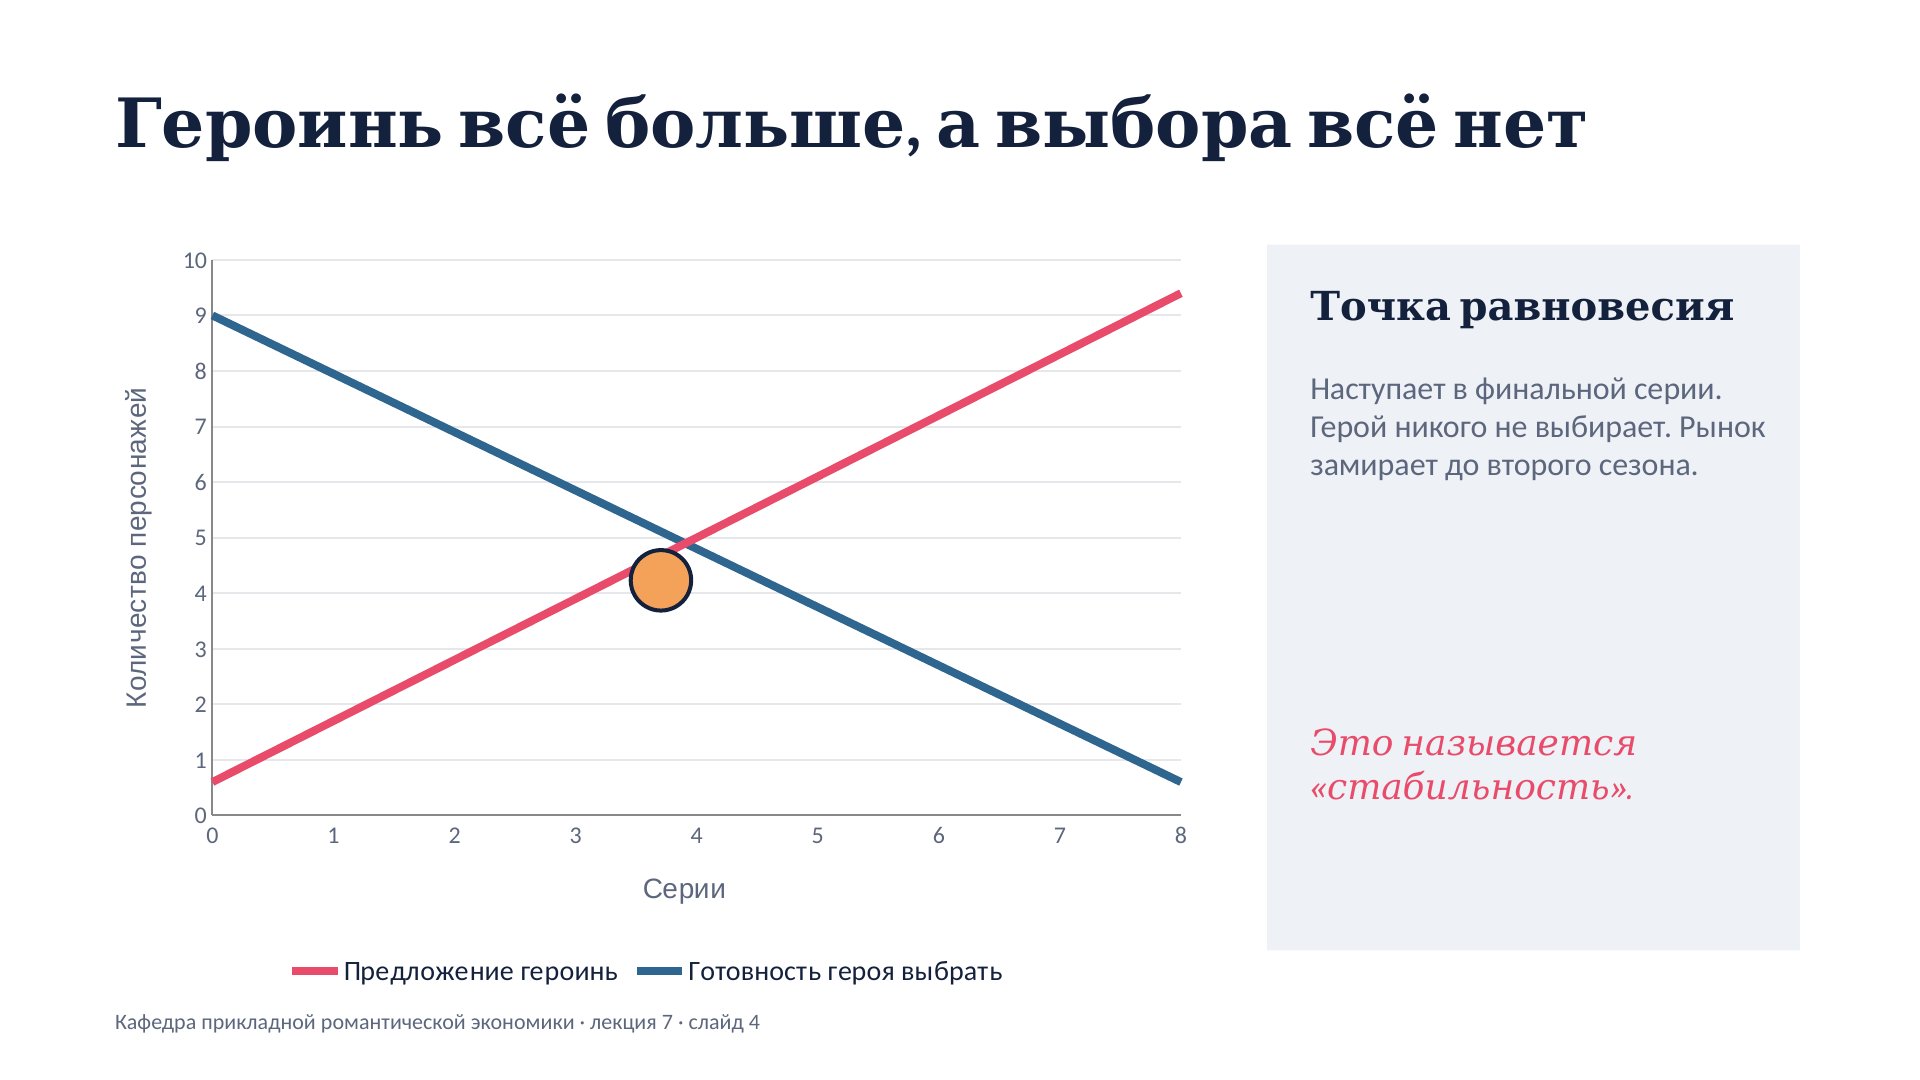 Героинь всё больше, а выбора всё нет
10
9
8
7
6
5
4
3
2
1
0
Количество персонажей
0 1 2 3 4 5 6 7 8
Серии
Предложение героинь Готовность героя выбрать
Точка равновесия
Наступает в финальной серии.
Герой никого не выбирает. Рынок
замирает до второго сезона.
Это называется
«стабильность».
Кафедра прикладной романтической экономики · лекция 7 · слайд 4